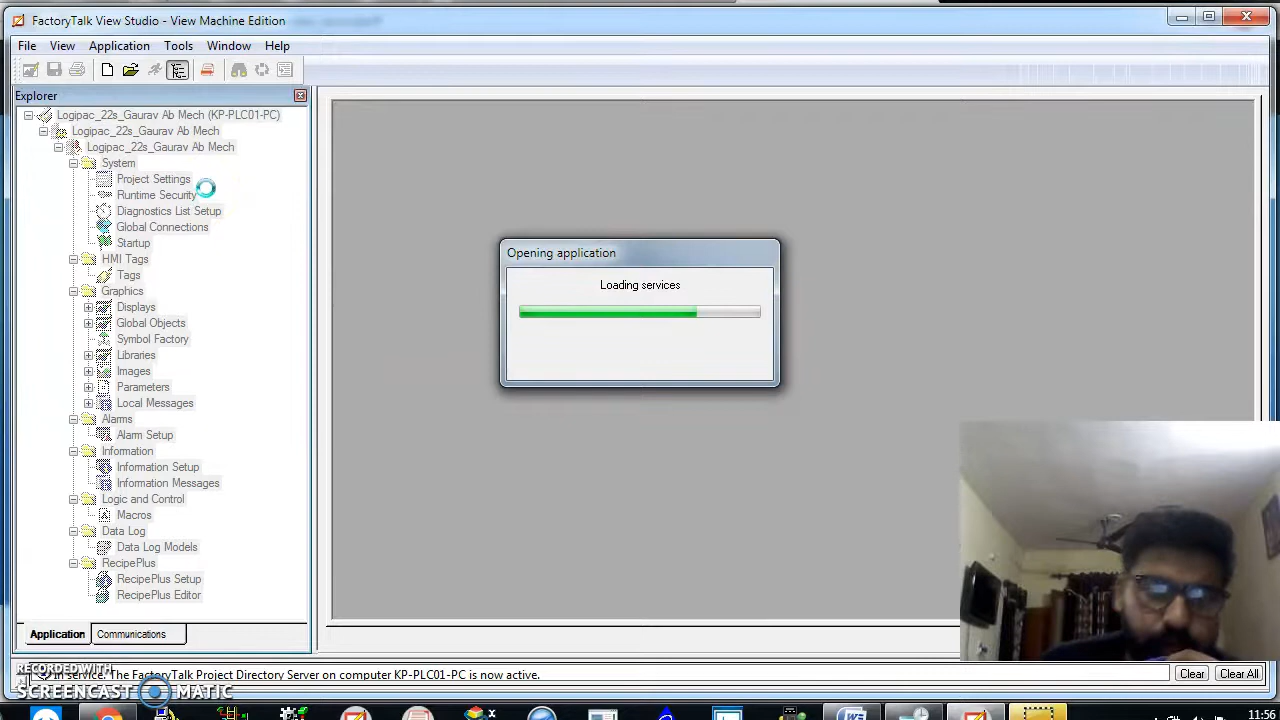 FactoryTalk View Studio - View Machine Edition
File View Application Tools Window Help
Explorer
Logipac_22s_Gaurav Ab Mech (KP-PLC01-PC)
Logipac_22s_Gaurav Ab Mech
Logipac_22s_Gaurav Ab Mech
System
Project Settings
Runtime Security
Diagnostics List Setup
Global Connections
Startup
HMI Tags
Tags
Graphics
Displays
Global Objects
Symbol Factory
Libraries
Images
Parameters
Local Messages
Alarms
Alarm Setup
Information
Information Setup
Information Messages
Logic and Control
Macros
Data Log
Data Log Models
RecipePlus
RecipePlus Setup
RecipePlus Editor
Opening application
Loading services
Application Communications
In service. The FactoryTalk Project Directory Server on computer KP-PLC01-PC is now active.
Clear Clear All
RECORDED WITH
SCREENCAST MATIC
11:56